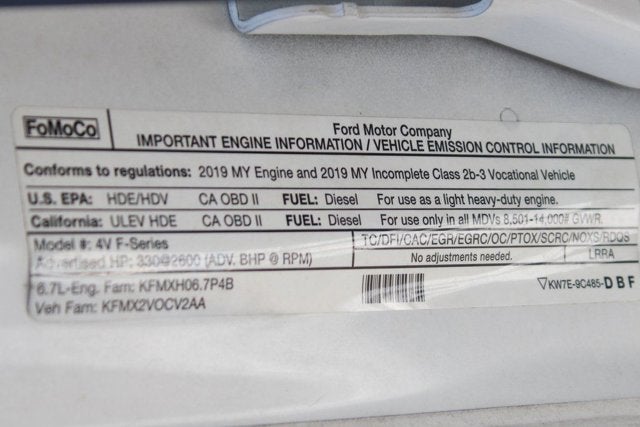 FoMoCo
Ford Motor Company
IMPORTANT ENGINE INFORMATION / VEHICLE EMISSION CONTROL INFORMATION
Conforms to regulations: 2019 MY Engine and 2019 MY Incomplete Class 2b-3 Vocational Vehicle
U.S. EPA: HDE/HDV CA OBD II FUEL: Diesel For use as a light heavy-duty engine.
California: ULEV HDE CA OBD II FUEL: Diesel For use only in all MDVs 8,501-14,000# GVWR.
Model #: 4V F-Series TC/DFI/CAC/EGR/EGRC/OC/PTOX/SCRC/NOXS/RDQS
Advertised HP: 330@2600 (ADV. BHP @ RPM) No adjustments needed. LRRA
6.7L-Eng. Fam: KFMXH06.7P4B
Veh Fam: KFMX2VOCV2AA
KW7E-9C485-DBF